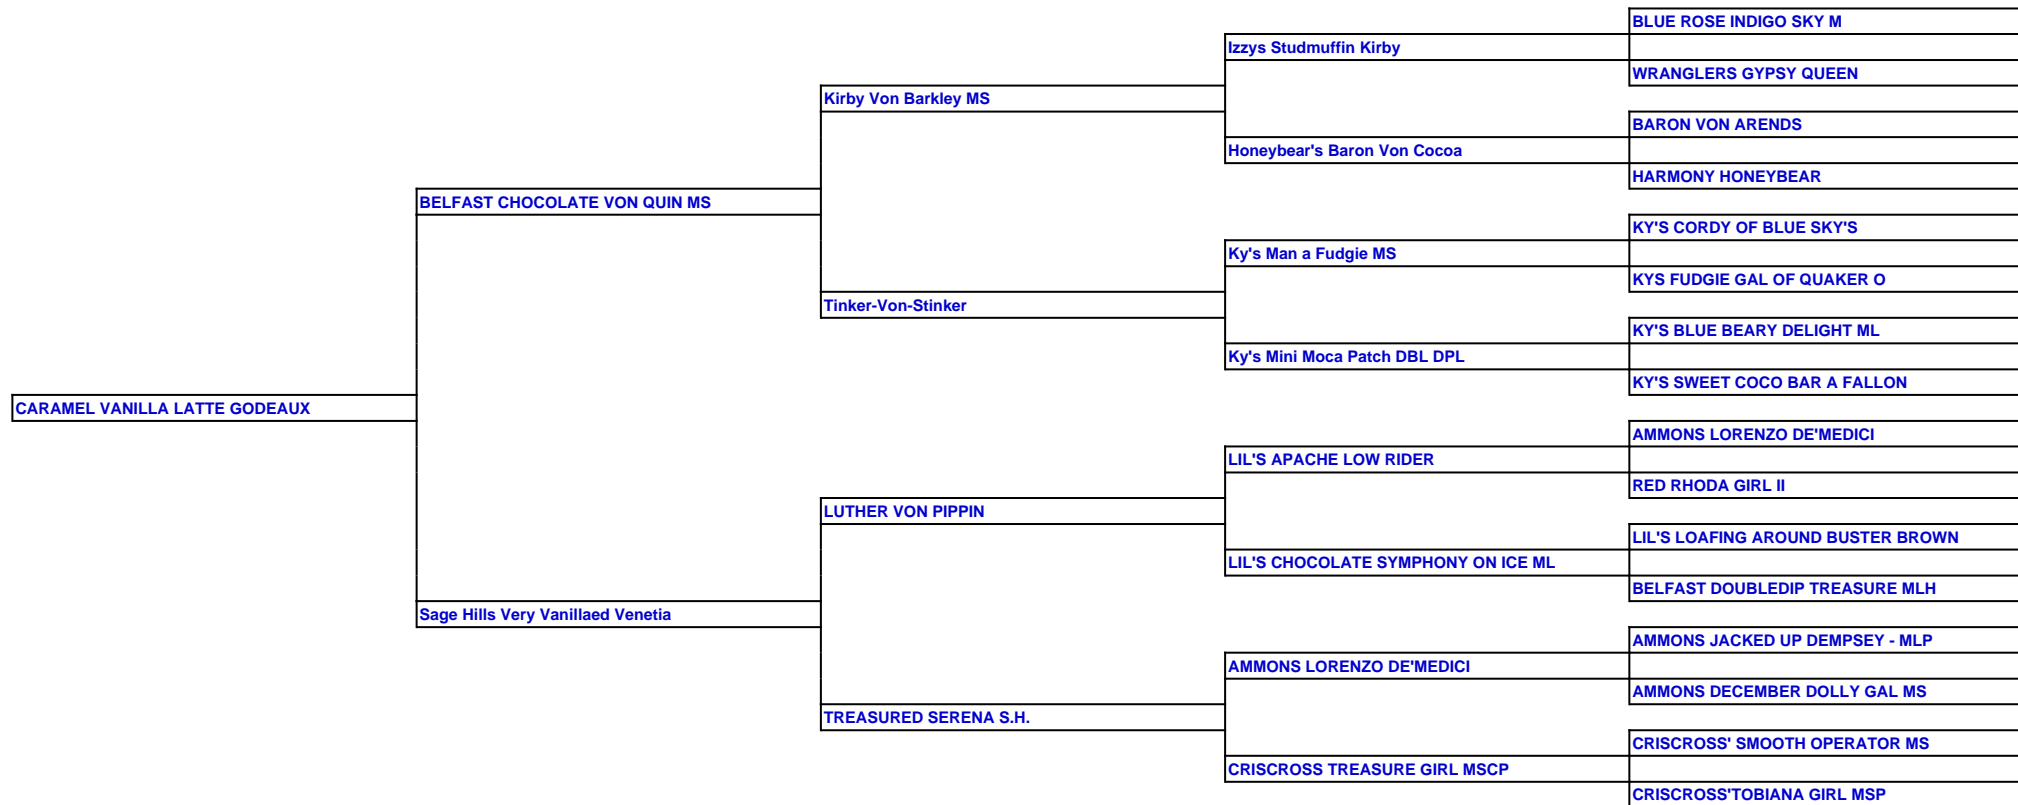 BLUE ROSE INDIGO SKY M
Izzys Studmuffin Kirby
WRANGLERS GYPSY QUEEN
Kirby Von Barkley MS
BARON VON ARENDS
Honeybear's Baron Von Cocoa
HARMONY HONEYBEAR
BELFAST CHOCOLATE VON QUIN MS
KY'S CORDY OF BLUE SKY'S
Ky's Man a Fudgie MS
KYS FUDGIE GAL OF QUAKER O
Tinker-Von-Stinker
KY'S BLUE BEARY DELIGHT ML
Ky's Mini Moca Patch DBL DPL
KY'S SWEET COCO BAR A FALLON
CARAMEL VANILLA LATTE GODEAUX
AMMONS LORENZO DE'MEDICI
LIL'S APACHE LOW RIDER
RED RHODA GIRL II
LUTHER VON PIPPIN
LIL'S LOAFING AROUND BUSTER BROWN
LIL'S CHOCOLATE SYMPHONY ON ICE ML
BELFAST DOUBLEDIP TREASURE MLH
Sage Hills Very Vanillaed Venetia
AMMONS JACKED UP DEMPSEY - MLP
AMMONS LORENZO DE'MEDICI
AMMONS DECEMBER DOLLY GAL MS
TREASURED SERENA S.H.
CRISCROSS' SMOOTH OPERATOR MS
CRISCROSS TREASURE GIRL MSCP
CRISCROSS'TOBIANA GIRL MSP